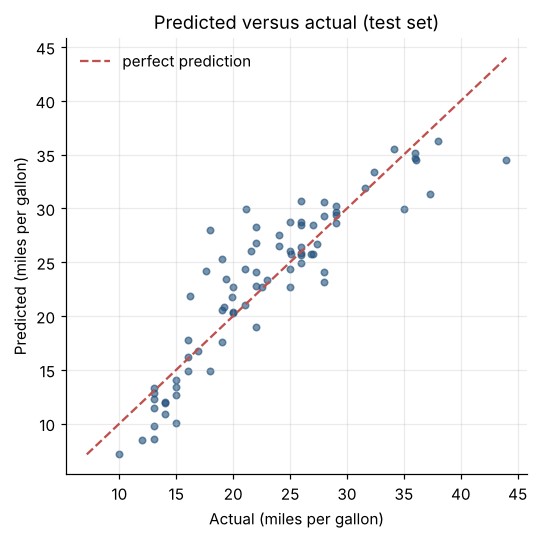 Predicted versus actual (test set)
perfect prediction
45
40
35
30
25
20
15
10
Predicted (miles per gallon)
10 15 20 25 30 35 40 45
Actual (miles per gallon)